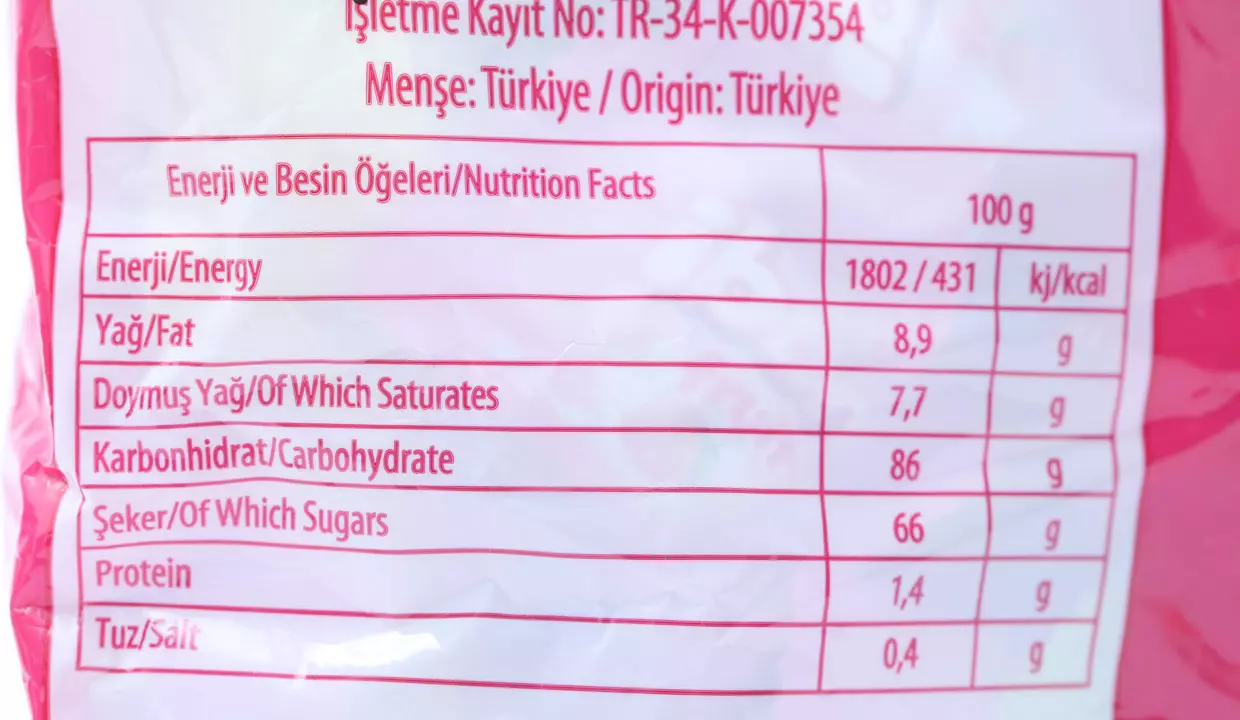 İşletme Kayıt No: TR-34-K-007354
Menşe: Türkiye / Origin: Türkiye
Enerji ve Besin Öğeleri/Nutrition Facts 100 g
Enerji/Energy 1802 / 431 kj/kcal
Yağ/Fat 8,9 g
Doymuş Yağ/Of Which Saturates 7,7 g
Karbonhidrat/Carbohydrate 86 g
Şeker/Of Which Sugars 66 g
Protein 1,4 g
Tuz/Salt 0,4 g